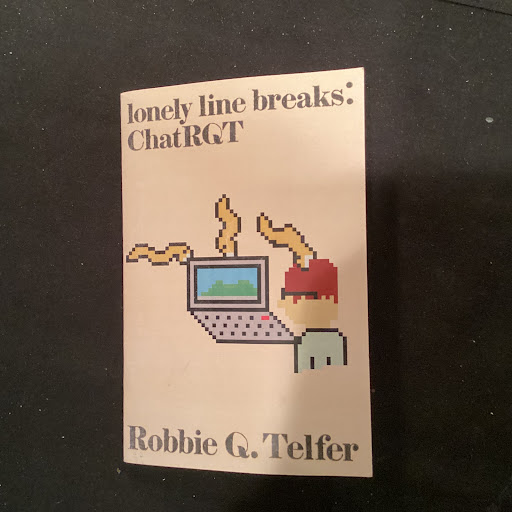 lonely line breaks:
ChatRQT
Robbie Q. Telfer